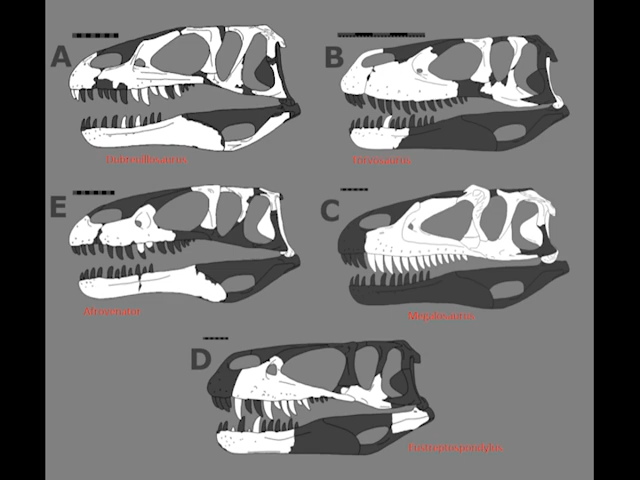 A
B
Dubreuillosaurus
Torvosaurus
E
C
Afrovenator
Megalosaurus
D
Eustreptospondylus